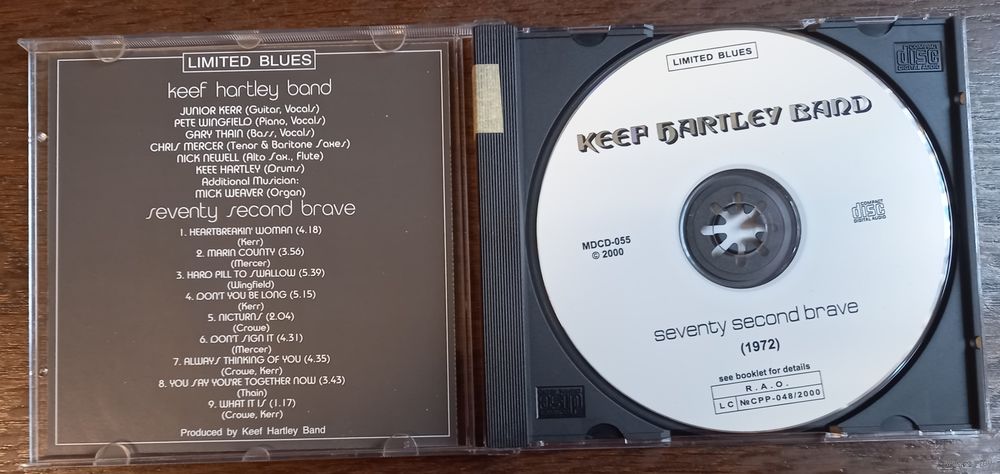 LIMITED BLUES
keef hartley band
JUNIOR KERR (Guitar, Vocals)
PETE WINGFIELD (Piano, Vocals)
GARY THAIN (Bass, Vocals)
CHRIS MERCER (Tenor & Baritone Saxes)
NICK NEWELL (Alto Sax., Flute)
KEEE HARTLEY (Drums)
Additional Musician:
MICK WEAVER (Organ)
seventy second brave
1. HEARTBREAKIN' WOMAN (4.18)
(Kerr)
2. MARIN COUNTY (3.56)
(Mercer)
3. HARD PILL TO SWALLOW (5.39)
(Wingfield)
4. DON'T YOU BE LONG (5.15)
(Kerr)
5. NICTURNS (2.04)
(Crowe)
6. DON'T SIGN IT (4.31)
(Mercer)
7. ALWAYS THINKING OF YOU (4.35)
(Crowe, Kerr)
8. YOU SAY YOU'RE TOGETHER NOW (3.43)
(Thain)
9. WHAT IT IS (1.17)
(Crowe, Kerr)
Produced by Keef Hartley Band
LIMITED BLUES
KEEF HARTLEY BAND
COMPACT
disc
DIGITAL AUDIO
MDCD-055
© 2000
seventy second brave
(1972)
see booklet for details
R.A.O.
LC №CPP-048/2000
COMPACT
disc
DIGITAL AUDIO